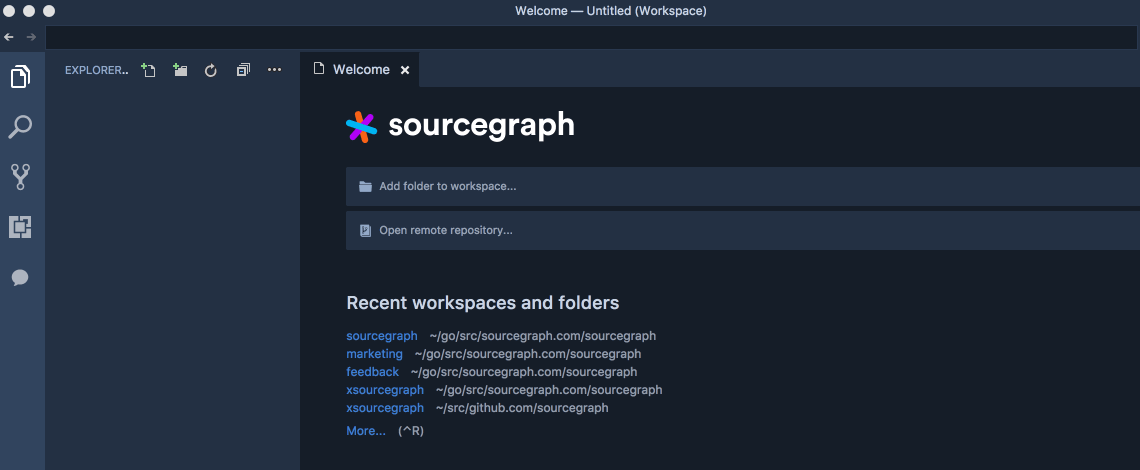 Welcome — Untitled (Workspace)
EXPLORER..
Welcome
sourcegraph
Add folder to workspace...
Open remote repository...
Recent workspaces and folders
sourcegraph ~/go/src/sourcegraph.com/sourcegraph
marketing ~/go/src/sourcegraph.com/sourcegraph
feedback ~/go/src/sourcegraph.com/sourcegraph
xsourcegraph ~/go/src/sourcegraph.com/sourcegraph
xsourcegraph ~/src/github.com/sourcegraph
More... (^R)